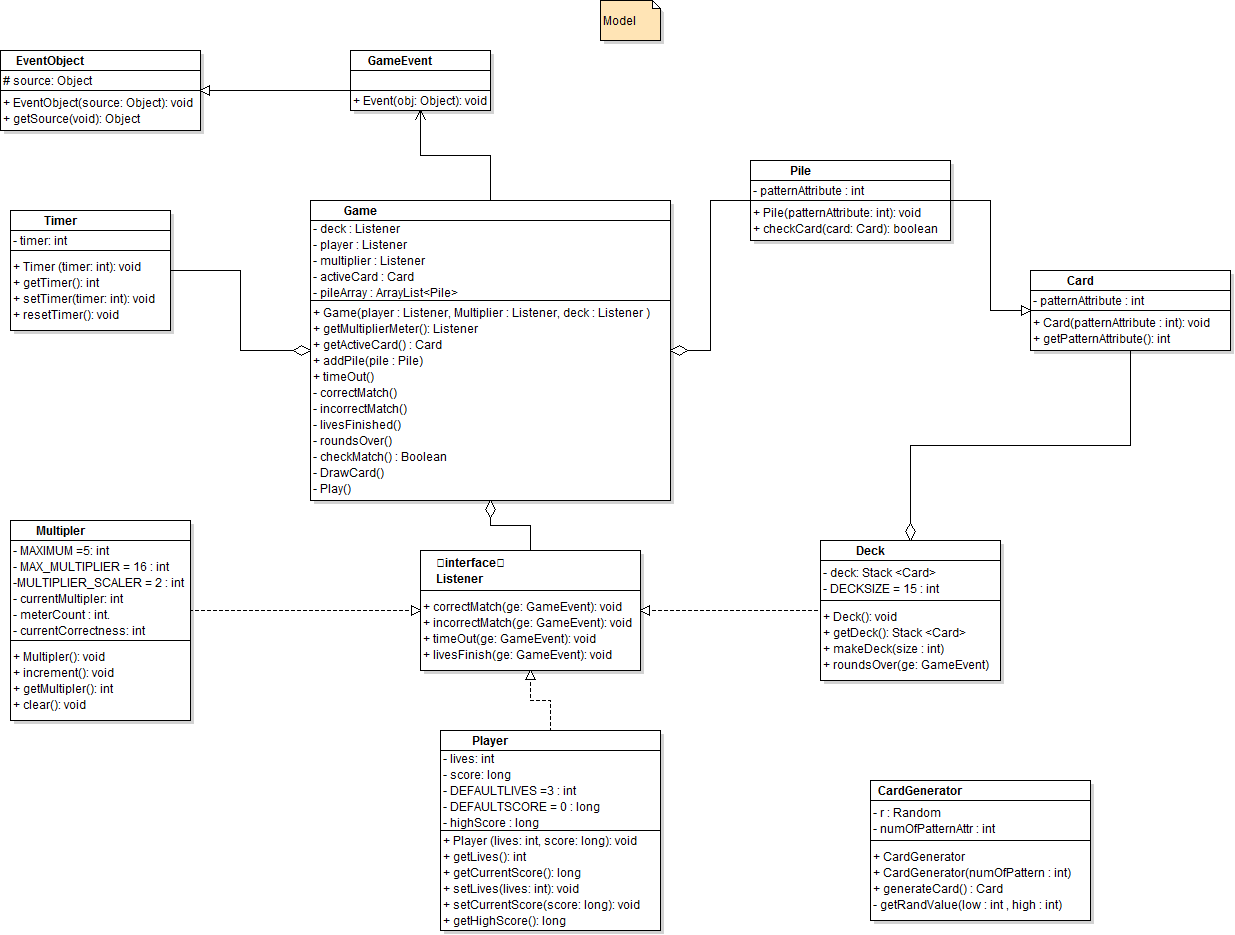 Model
EventObject
# source: Object
+ EventObject(source: Object): void
+ getSource(void): Object
GameEvent
+ Event(obj: Object): void
Pile
- patternAttribute : int
+ Pile(patternAttribute: int): void
+ checkCard(card: Card): boolean
Timer
- timer: int
+ Timer (timer: int): void
+ getTimer(): int
+ setTimer(timer: int): void
+ resetTimer(): void
Game
- deck : Listener
- player : Listener
- multiplier : Listener
- activeCard : Card
- pileArray : ArrayList<Pile>
+ Game(player : Listener, Multiplier : Listener, deck : Listener )
+ getMultiplierMeter(): Listener
+ getActiveCard() : Card
+ addPile(pile : Pile)
+ timeOut()
- correctMatch()
- incorrectMatch()
- livesFinished()
- roundsOver()
- checkMatch() : Boolean
- DrawCard()
- Play()
Card
- patternAttribute : int
+ Card(patternAttribute : int): void
+ getPatternAttribute(): int
Multipler
- MAXIMUM =5: int
- MAX_MULTIPLIER = 16 : int
-MULTIPLIER_SCALER = 2 : int
- currentMultipler: int
- meterCount : int.
- currentCorrectness: int
+ Multipler(): void
+ increment(): void
+ getMultipler(): int
+ clear(): void
interface
Listener
+ correctMatch(ge: GameEvent): void
+ incorrectMatch(ge: GameEvent): void
+ timeOut(ge: GameEvent): void
+ livesFinish(ge: GameEvent): void
Deck
- deck: Stack <Card>
- DECKSIZE = 15 : int
+ Deck(): void
+ getDeck(): Stack <Card>
+ makeDeck(size : int)
+ roundsOver(ge: GameEvent)
Player
- lives: int
- score: long
- DEFAULTLIVES =3 : int
- DEFAULTSCORE = 0 : long
- highScore : long
+ Player (lives: int, score: long): void
+ getLives(): int
+ getCurrentScore(): long
+ setLives(lives: int): void
+ setCurrentScore(score: long): void
+ getHighScore(): long
CardGenerator
- r : Random
- numOfPatternAttr : int
+ CardGenerator
+ CardGenerator(numOfPattern : int)
+ generateCard() : Card
- getRandValue(low : int , high : int)